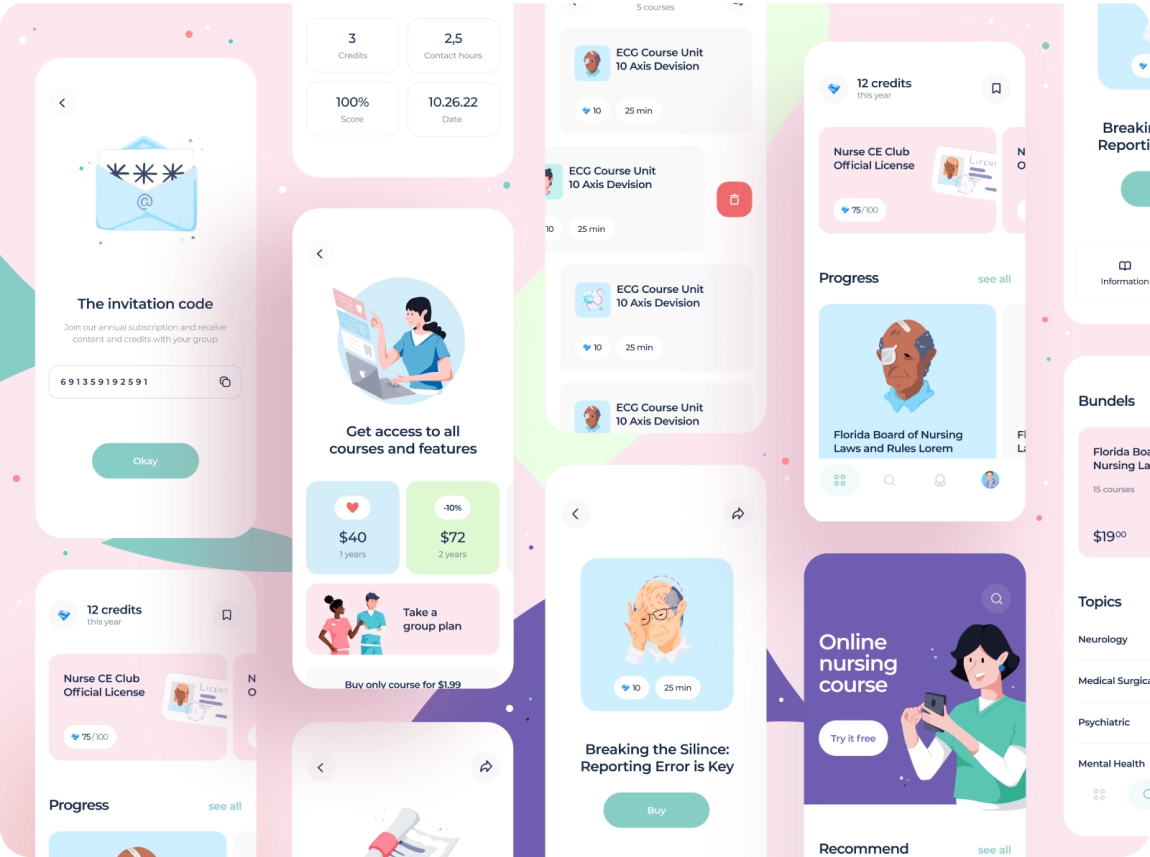 The invitation code
Join our annual subscription and receive
content and credits with your group
691359192591
Okay
@
12 credits
this year
Nurse CE Club
Official License
LICENS
75/100
N
O
Progress
see all
3
Credits
2,5
Contact hours
100%
Score
10.26.22
Date
Get access to all
courses and features
$40
1 years
-10%
$72
2 years
Take a
group plan
Buy only course for $1.99
5 courses
ECG Course Unit
10 Axis Devision
10
25 min
ECG Course Unit
10 Axis Devision
10
25 min
ECG Course Unit
10 Axis Devision
10
25 min
ECG Course Unit
10 Axis Devision
10
25 min
Breaking the Silince:
Reporting Error is Key
Buy
12 credits
this year
Nurse CE Club
Official License
LICENS
75/100
N
O
Progress
see all
Florida Board of Nursing
Laws and Rules Lorem
Online
nursing
course
Try it free
Recommend
see all
Information
Bundels
15 courses
$19.00
Topics
Neurology
Psychiatric
Mental Health